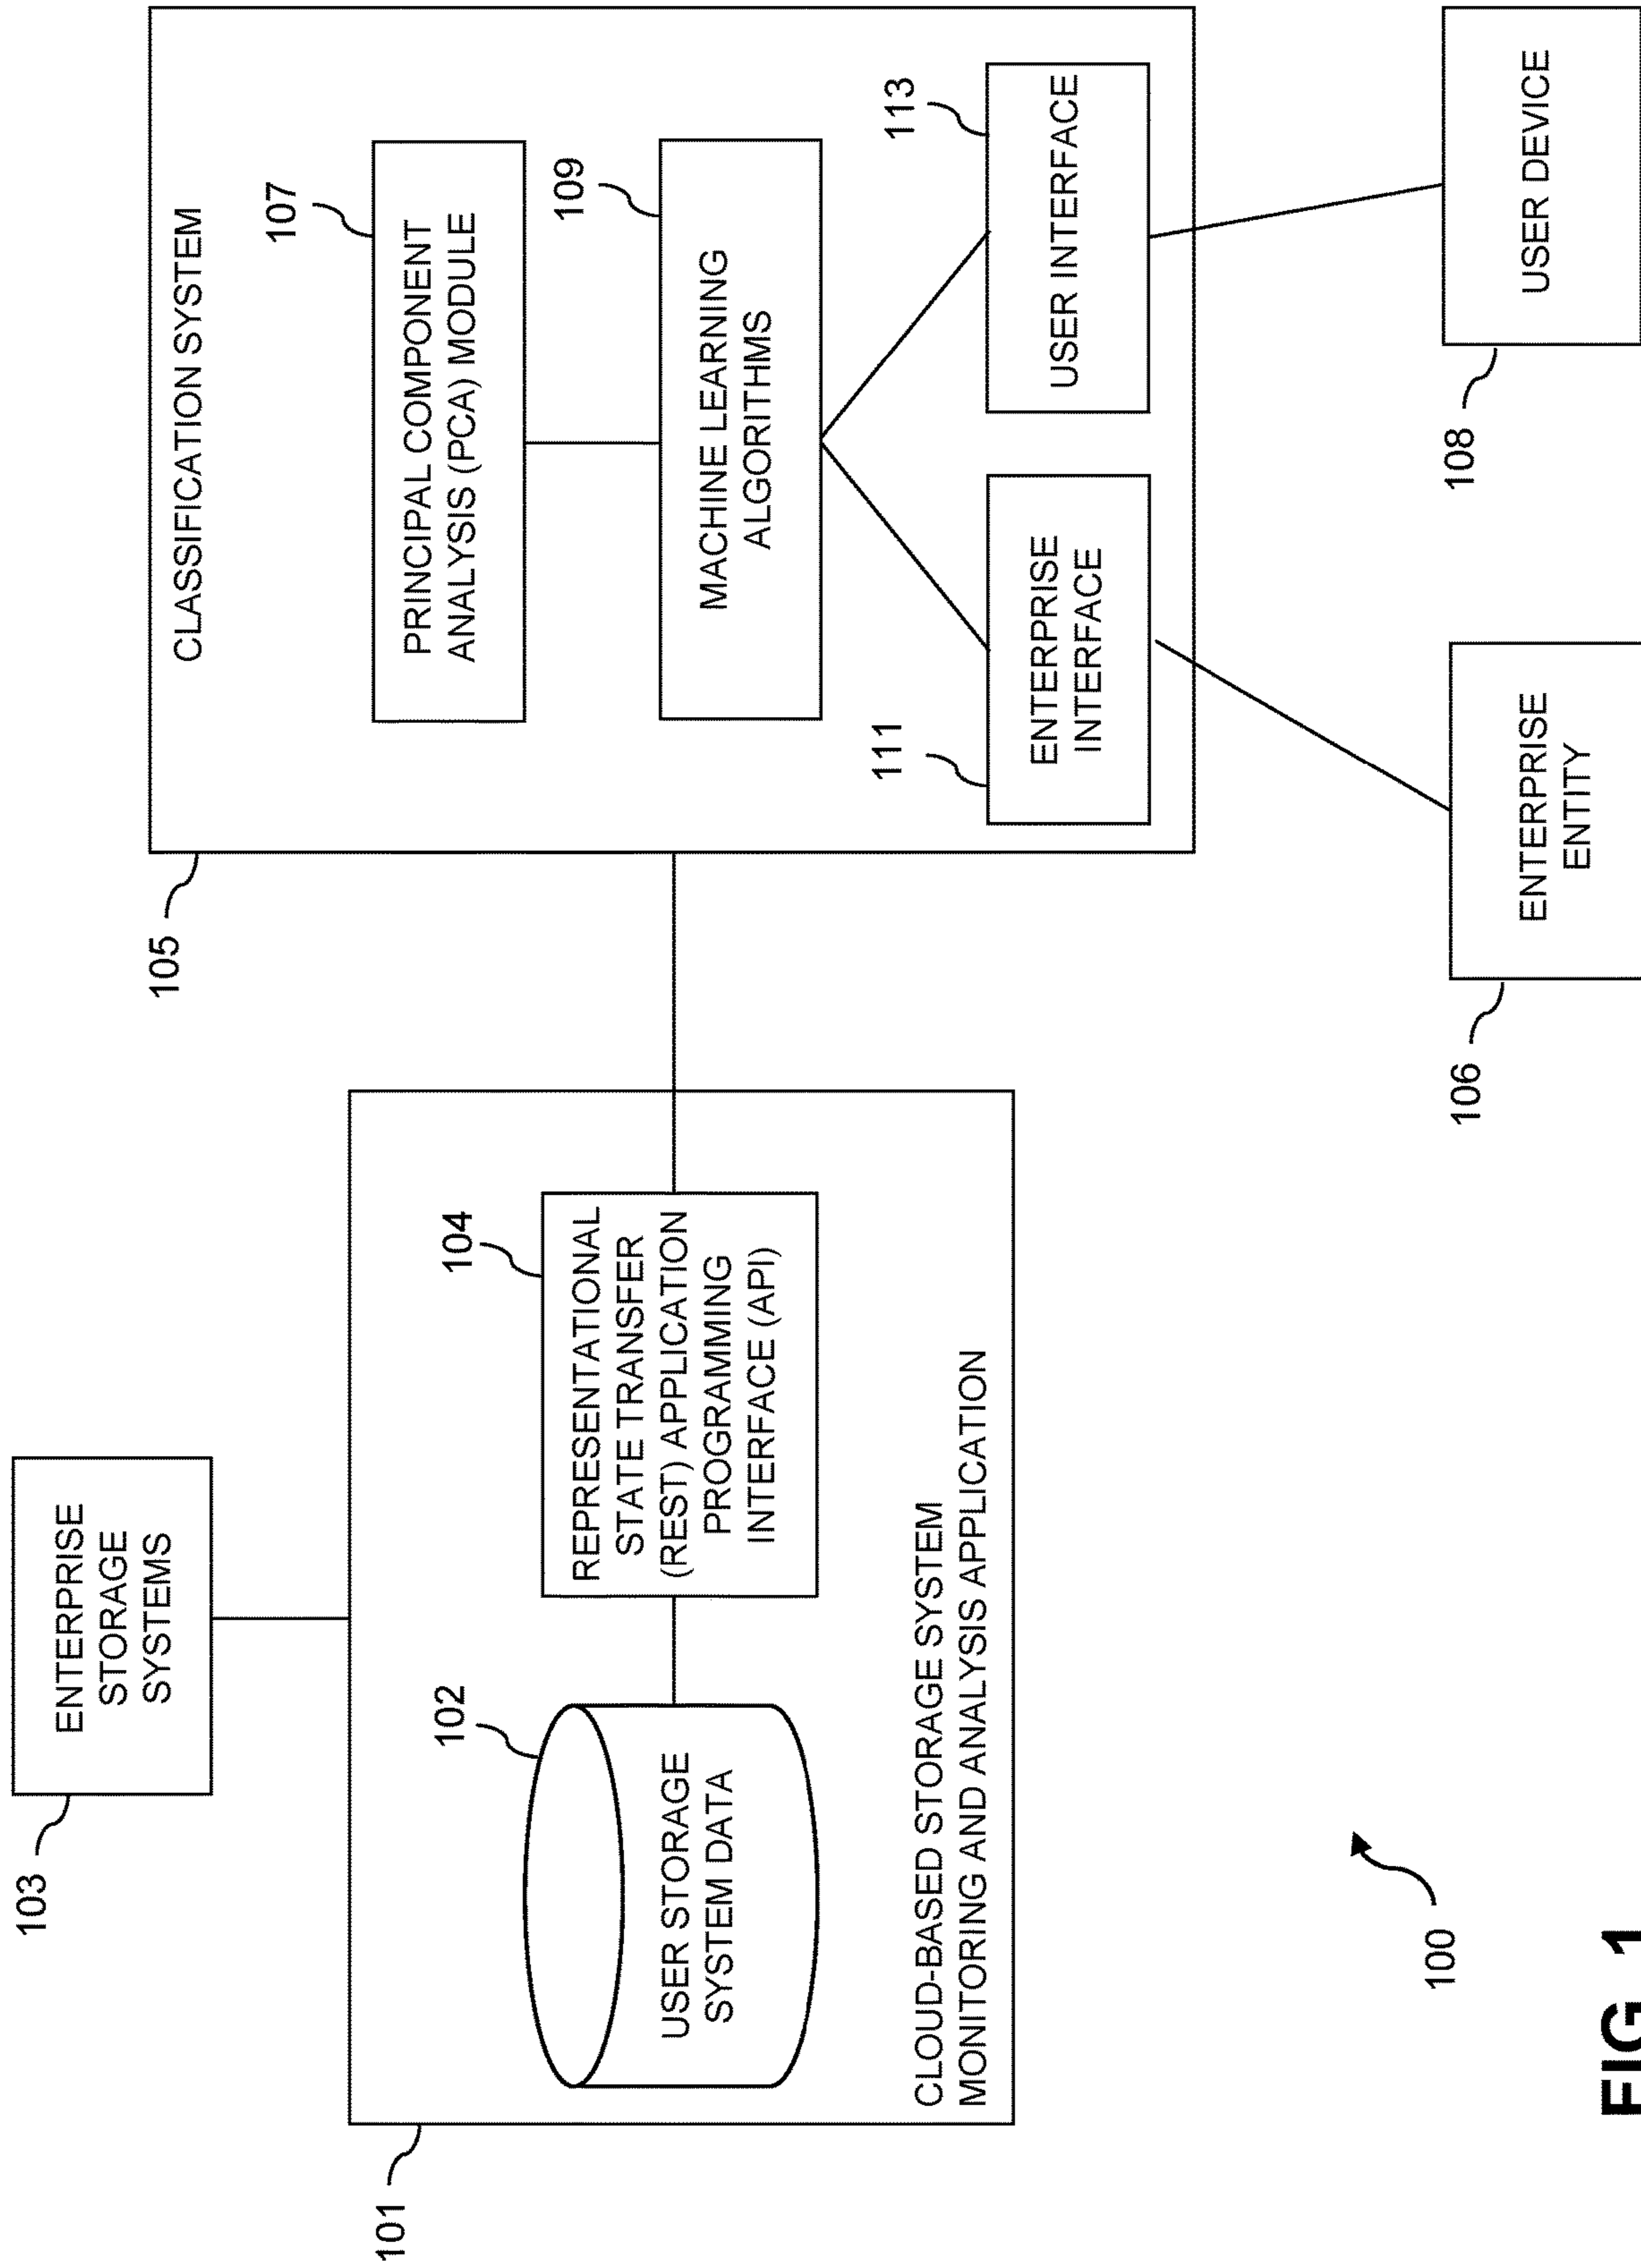 103
ENTERPRISE
STORAGE
SYSTEMS
101
102
USER STORAGE
SYSTEM DATA
104
REPRESENTATIONAL
STATE TRANSFER
(REST) APPLICATION
PROGRAMMING
INTERFACE (API)
CLOUD-BASED STORAGE SYSTEM
MONITORING AND ANALYSIS APPLICATION
105
CLASSIFICATION SYSTEM
107
PRINCIPAL COMPONENT
ANALYSIS (PCA) MODULE
109
MACHINE LEARNING
ALGORITHMS
111
ENTERPRISE
INTERFACE
113
USER INTERFACE
106
ENTERPRISE
ENTITY
108
USER DEVICE
100
FIG. 1